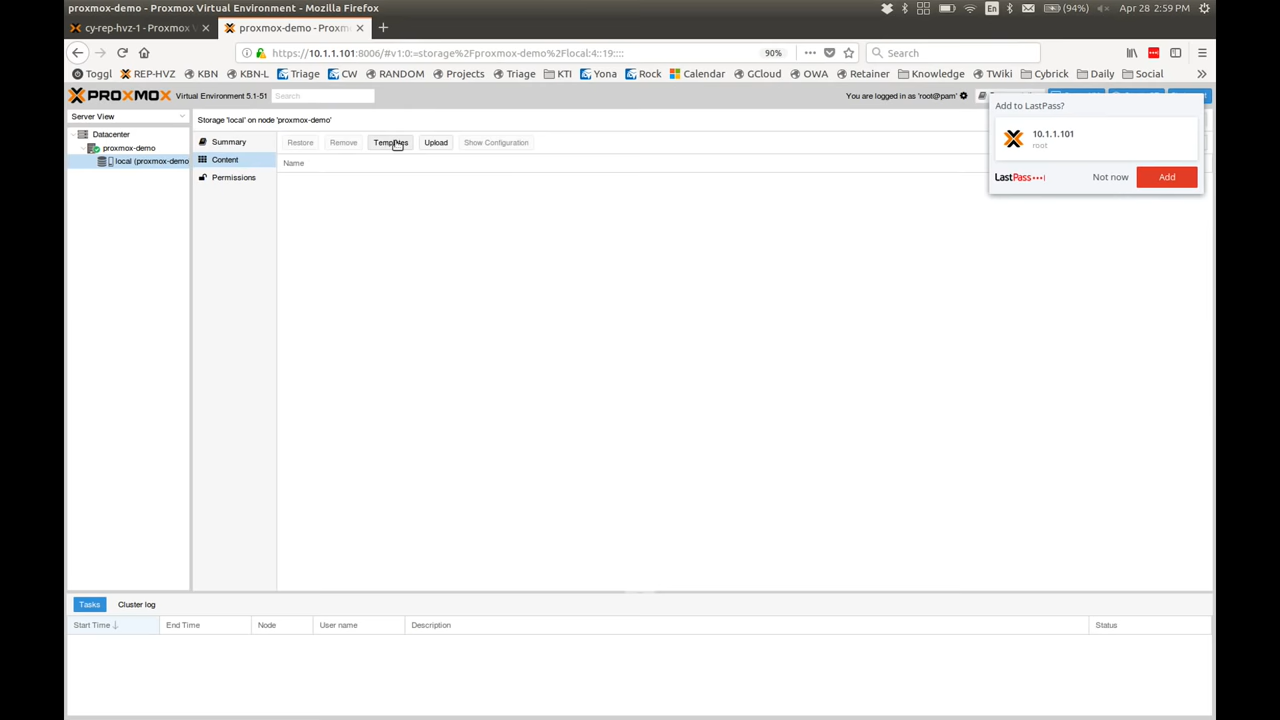 proxmox-demo - Proxmox Virtual Environment - Mozilla Firefox
En
(94%)
Apr 28 2:59 PM
cy-rep-hvz-1 - Proxmox V
proxmox-demo - Proxm
https://10.1.1.101:8006/#v1:0:=storage%2Fproxmox-demo%2Flocal:4::19::::
90%
Search
Toggl
REP-HVZ
KBN
KBN-L
Triage
CW
RANDOM
Projects
Triage
KTI
Yona
Rock
Calendar
GCloud
OWA
Retainer
Knowledge
TWiki
Cybrick
Daily
Social
PROXMOX
Virtual Environment 5.1-51
Search
You are logged in as 'root@pam'
Server View
Datacenter
proxmox-demo
local (proxmox-demo
Storage 'local' on node 'proxmox-demo'
Summary
Content
Permissions
Restore
Remove
Templates
Upload
Show Configuration
Name
Add to LastPass?
10.1.1.101
root
LastPass
Not now
Add
Tasks
Cluster log
Start Time
End Time
Node
User name
Description
Status